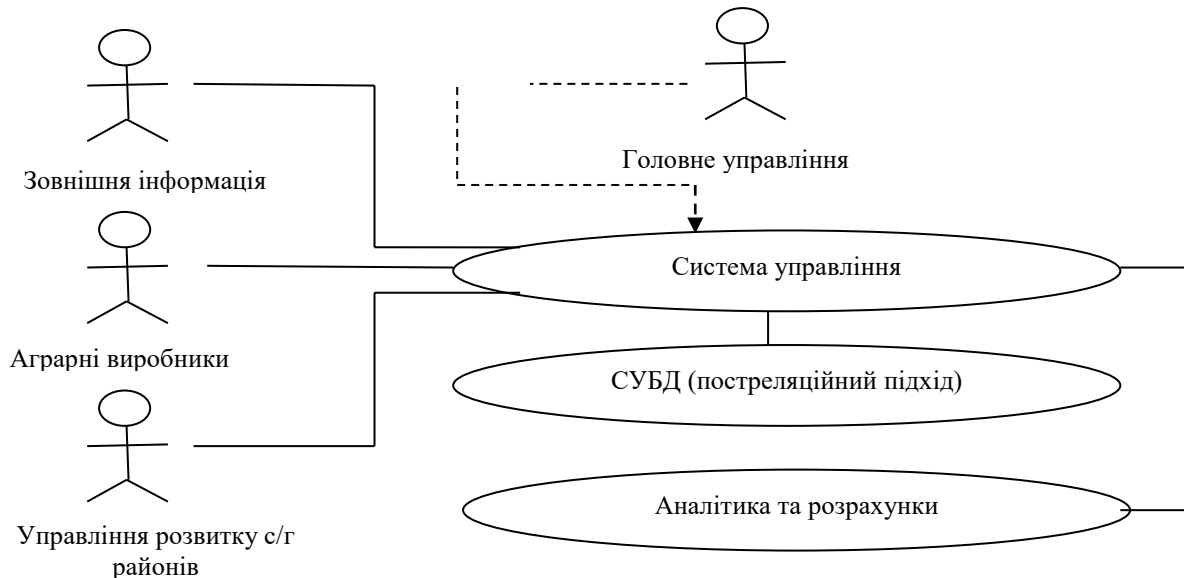 Головне управління
Зовнішня інформація
Система управління
Аграрні виробники
СУБД (постреляційний підхід)
Аналітика та розрахунки
Управління розвитку с/г
районів